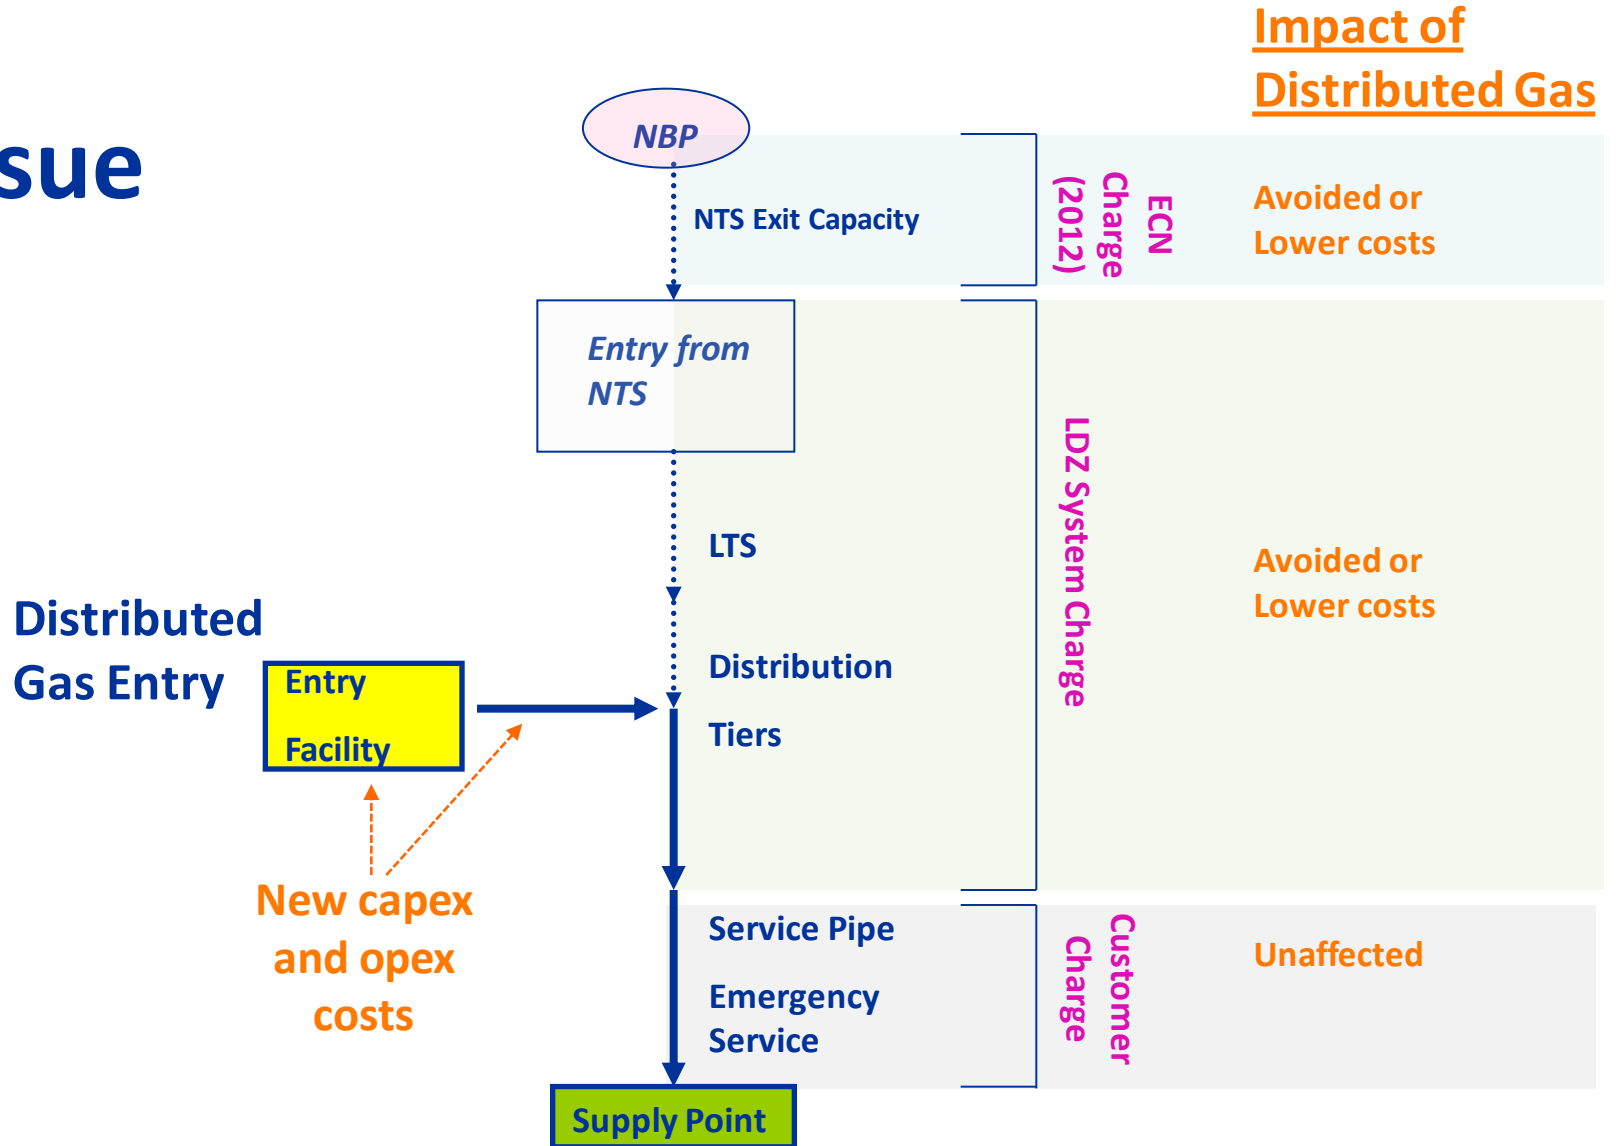 sue
Impact of
Distributed Gas
NBP
NTS Exit Capacity
ECN
Charge
(2012)
Avoided or
Lower costs
Entry from
NTS
LTS
Distribution
Tiers
LDZ System Charge
Avoided or
Lower costs
Distributed
Gas Entry
Entry
Facility
New capex
and opex
costs
Service Pipe
Emergency
Service
Customer
Charge
Unaffected
Supply Point